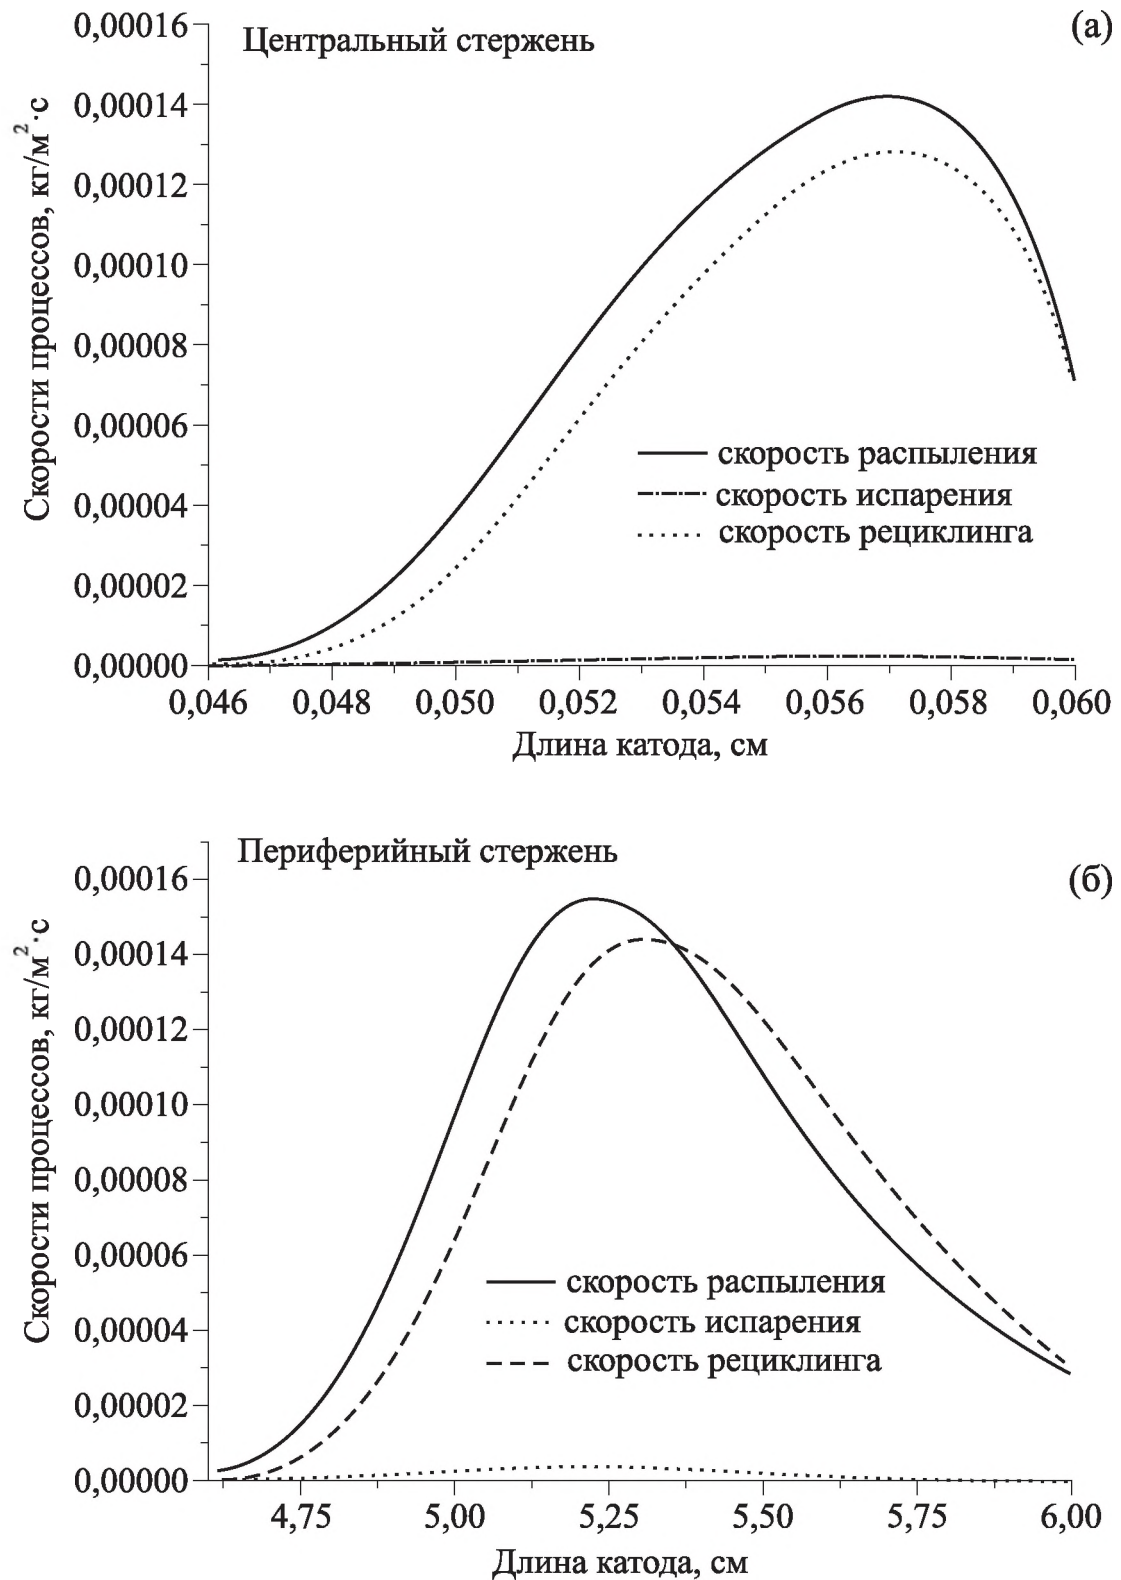 (а)
Центральный стержень
Скорости процессов, кг/м²·с
0,00016
0,00014
0,00012
0,00010
0,00008
0,00006
0,00004
0,00002
0,00000
скорость распыления
скорость испарения
скорость рециклинга
0,046 0,048 0,050 0,052 0,054 0,056 0,058 0,060
Длина катода, см
Периферийный стержень
(б)
Скорости процессов, кг/м²·с
0,00016
0,00014
0,00012
0,00010
0,00008
0,00006
0,00004
0,00002
0,00000
скорость распыления
скорость испарения
скорость рециклинга
4,75 5,00 5,25 5,50 5,75 6,00
Длина катода, см